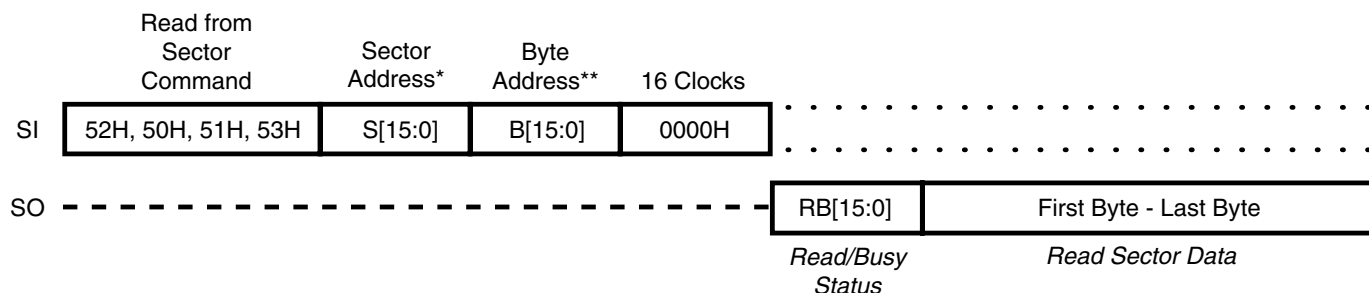 Read from
Sector
Command
Sector
Address*
Byte
Address**
16 Clocks
SI
52H, 50H, 51H, 53H
S[15:0]
B[15:0]
0000H
SO
RB[15:0]
First Byte - Last Byte
Read/Busy
Status
Read Sector Data